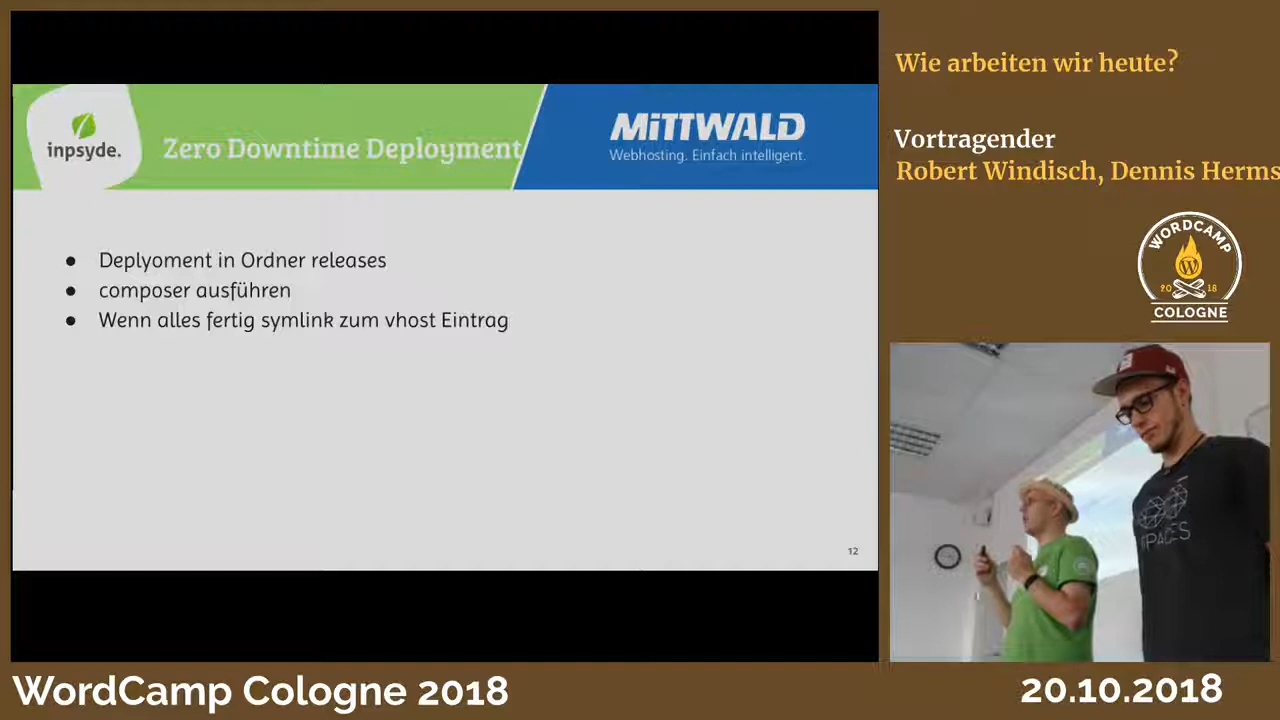 inpsyde.
Zero Downtime Deployment
MITTWALD
Webhosting. Einfach intelligent.
Deplyoment in Ordner releases
composer ausführen
Wenn alles fertig symlink zum vhost Eintrag
12
Wie arbeiten wir heute?
Vortragender
Robert Windisch, Dennis Herms
WORDCAMP
2018
COLOGNE
SPACES
WordCamp Cologne 2018
20.10.2018